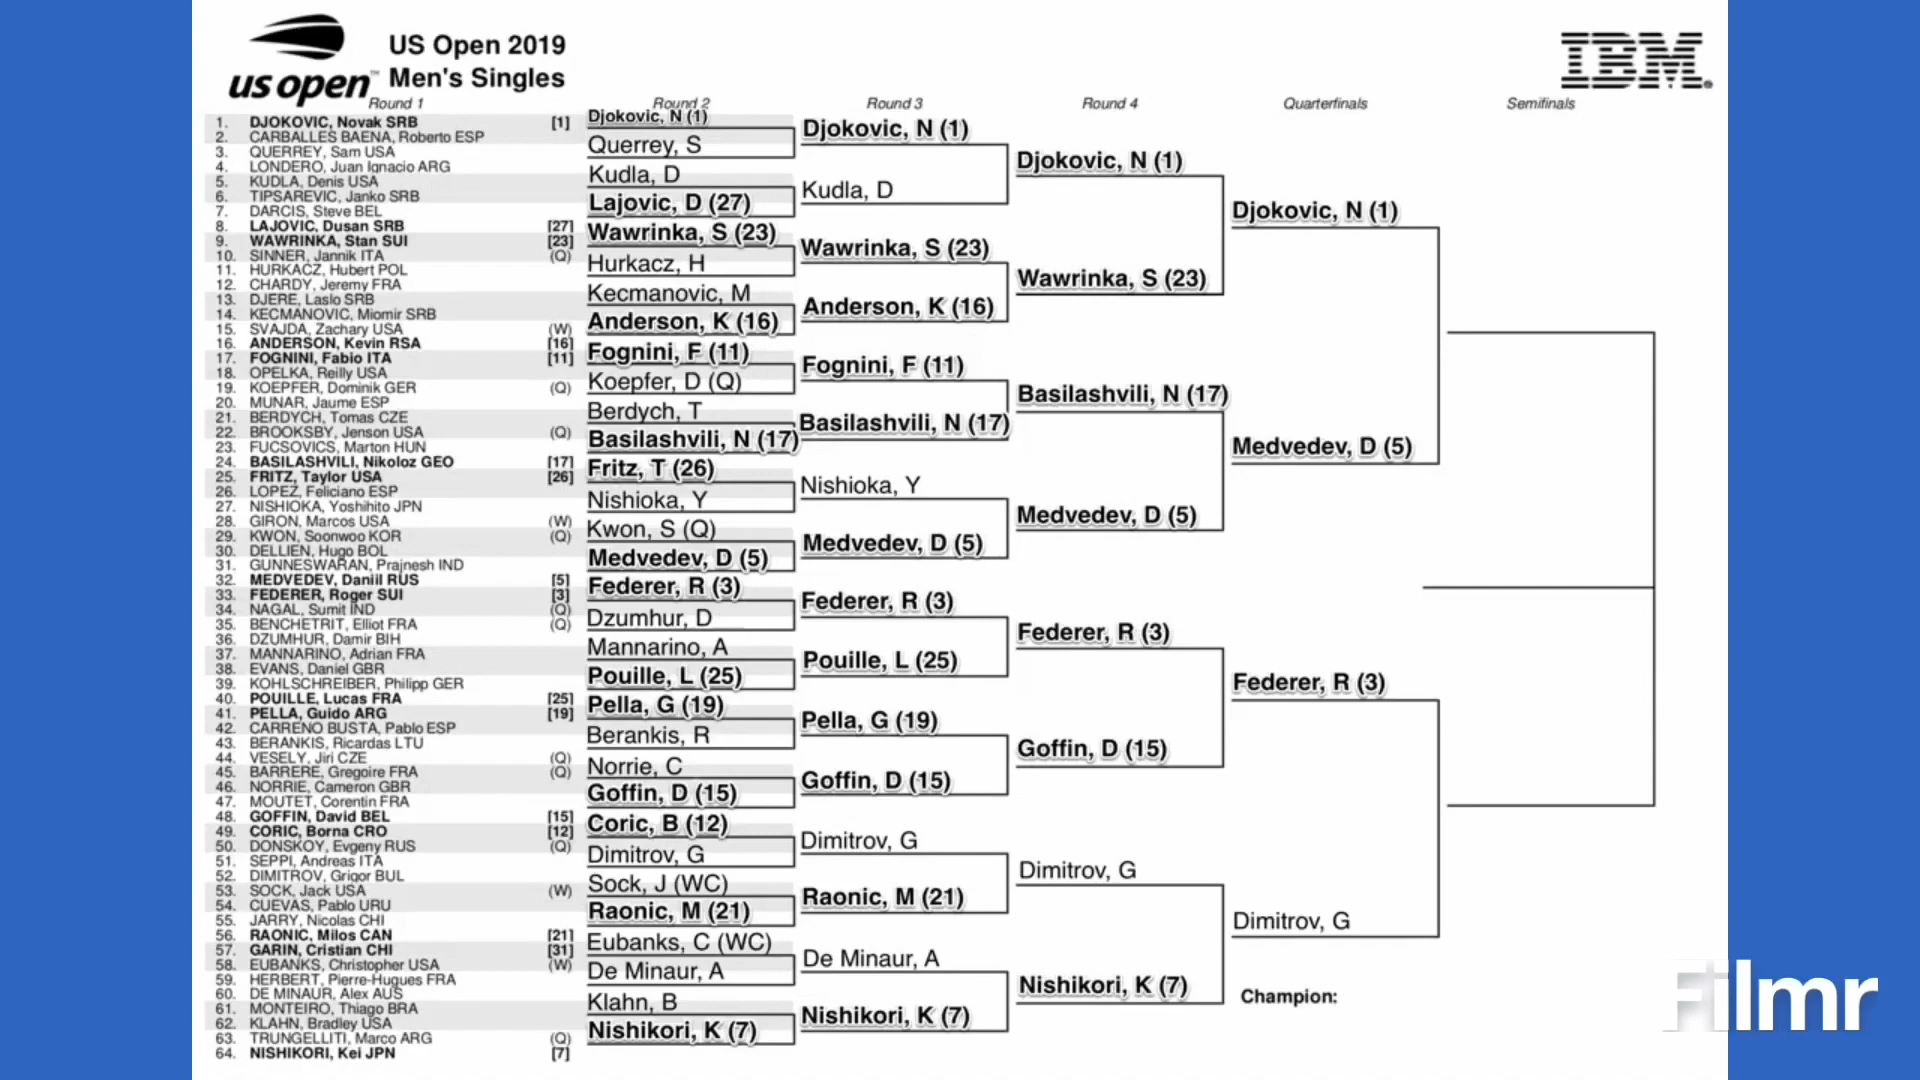 US Open 2019
us open™ Men's Singles
IBM
Round 1 Round 2 Round 3 Round 4 Quarterfinals Semifinals
1. DJOKOVIC, Novak SRB [1]
2. CARBALLES BAENA, Roberto ESP
3. QUERREY, Sam USA
4. LONDERO, Juan Ignacio ARG
5. KUDLA, Denis USA
6. TIPSAREVIC, Janko SRB
7. DARCIS, Steve BEL
8. LAJOVIC, Dusan SRB [27]
9. WAWRINKA, Stan SUI [23]
10. SINNER, Jannik ITA (Q)
11. HURKACZ, Hubert POL
12. CHARDY, Jeremy FRA
13. DJERE, Laslo SRB
14. KECMANOVIC, Miomir SRB
15. SVAJDA, Zachary USA (W)
16. ANDERSON, Kevin RSA [16]
17. FOGNINI, Fabio ITA [11]
18. OPELKA, Reilly USA
19. KOEPFER, Dominik GER (Q)
20. MUNAR, Jaume ESP
21. BERDYCH, Tomas CZE
22. BROOKSBY, Jenson USA (Q)
23. FUCSOVICS, Marton HUN
24. BASILASHVILI, Nikoloz GEO [17]
25. FRITZ, Taylor USA [26]
26. LOPEZ, Feliciano ESP
27. NISHIOKA, Yoshihito JPN
28. GIRON, Marcos USA (W)
29. KWON, Soonwoo KOR (Q)
30. DELLIEN, Hugo BOL
31. GUNNESWARAN, Prajnesh IND
32. MEDVEDEV, Daniil RUS [5]
33. FEDERER, Roger SUI [3]
34. NAGAL, Sumit IND (Q)
35. BENCHETRIT, Elliot FRA (Q)
36. DZUMHUR, Damir BIH
37. MANNARINO, Adrian FRA
38. EVANS, Daniel GBR
39. KOHLSCHREIBER, Philipp GER
40. POUILLE, Lucas FRA [25]
41. PELLA, Guido ARG [19]
42. CARRENO BUSTA, Pablo ESP
43. BERANKIS, Ricardas LTU
44. VESELY, Jiri CZE (Q)
45. BARRERE, Gregoire FRA (Q)
46. NORRIE, Cameron GBR
47. MOUTET, Corentin FRA
48. GOFFIN, David BEL [15]
49. CORIC, Borna CRO [12]
50. DONSKOY, Evgeny RUS (Q)
51. SEPPI, Andreas ITA
52. DIMITROV, Grigor BUL
53. SOCK, Jack USA (W)
54. CUEVAS, Pablo URU
55. JARRY, Nicolas CHI
56. RAONIC, Milos CAN [21]
57. GARIN, Cristian CHI [31]
58. EUBANKS, Christopher USA (W)
59. HERBERT, Pierre-Hugues FRA
60. DE MINAUR, Alex AUS
61. MONTEIRO, Thiago BRA
62. KLAHN, Bradley USA
63. TRUNGELLITI, Marco ARG (Q)
64. NISHIKORI, Kei JPN [7]
Djokovic, N (1)
Querrey, S
Kudla, D
Lajovic, D (27)
Wawrinka, S (23)
Hurkacz, H
Kecmanovic, M
Anderson, K (16)
Fognini, F (11)
Koepfer, D (Q)
Berdych, T
Basilashvili, N (17)
Fritz, T (26)
Nishioka, Y
Kwon, S (Q)
Medvedev, D (5)
Federer, R (3)
Dzumhur, D
Mannarino, A
Pouille, L (25)
Pella, G (19)
Berankis, R
Norrie, C
Goffin, D (15)
Coric, B (12)
Dimitrov, G
Sock, J (WC)
Raonic, M (21)
Eubanks, C (WC)
De Minaur, A
Klahn, B
Nishikori, K (7)
Djokovic, N (1)
Kudla, D
Wawrinka, S (23)
Anderson, K (16)
Fognini, F (11)
Basilashvili, N (17)
Nishioka, Y
Medvedev, D (5)
Federer, R (3)
Pouille, L (25)
Pella, G (19)
Goffin, D (15)
Dimitrov, G
Raonic, M (21)
De Minaur, A
Nishikori, K (7)
Djokovic, N (1)
Wawrinka, S (23)
Basilashvili, N (17)
Medvedev, D (5)
Federer, R (3)
Goffin, D (15)
Dimitrov, G
Nishikori, K (7)
Djokovic, N (1)
Medvedev, D (5)
Federer, R (3)
Dimitrov, G
Champion:
Filmr